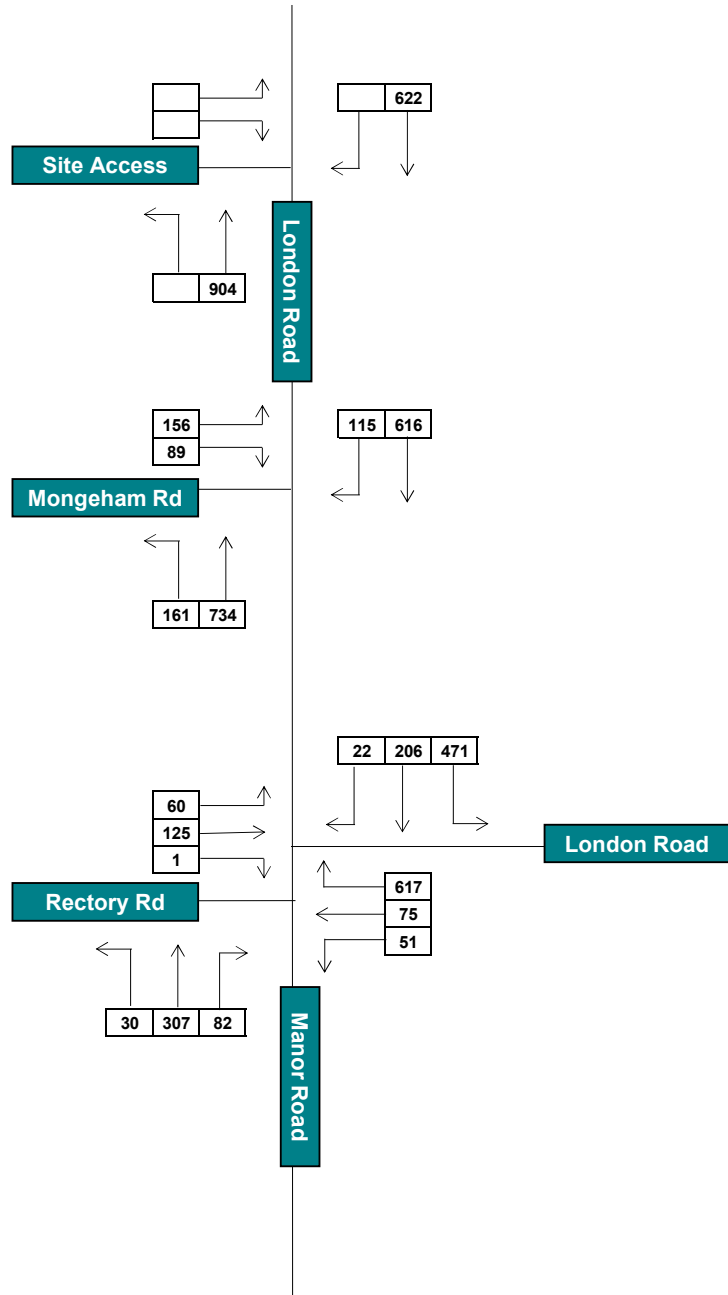 622
Site Access
London Road
904
156
115 616
89
Mongeham Rd
161 734
22 206 471
60
125
1
London Road
Rectory Rd
617
75
51
30 307 82
Manor Road